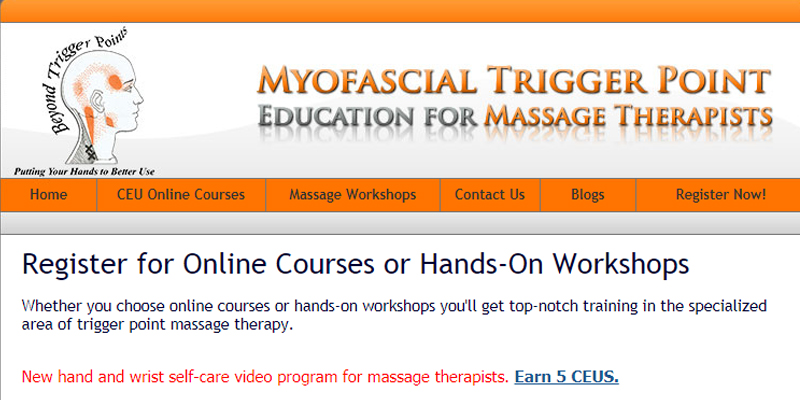 Beyond Trigger Points
Putting Your Hands to Better Use
Myofascial Trigger Point
Education for Massage Therapists
Home CEU Online Courses Massage Workshops Contact Us Blogs Register Now!
Register for Online Courses or Hands-On Workshops
Whether you choose online courses or hands-on workshops you'll get top-notch training in the specialized
area of trigger point massage therapy.
New hand and wrist self-care video program for massage therapists. Earn 5 CEUS.